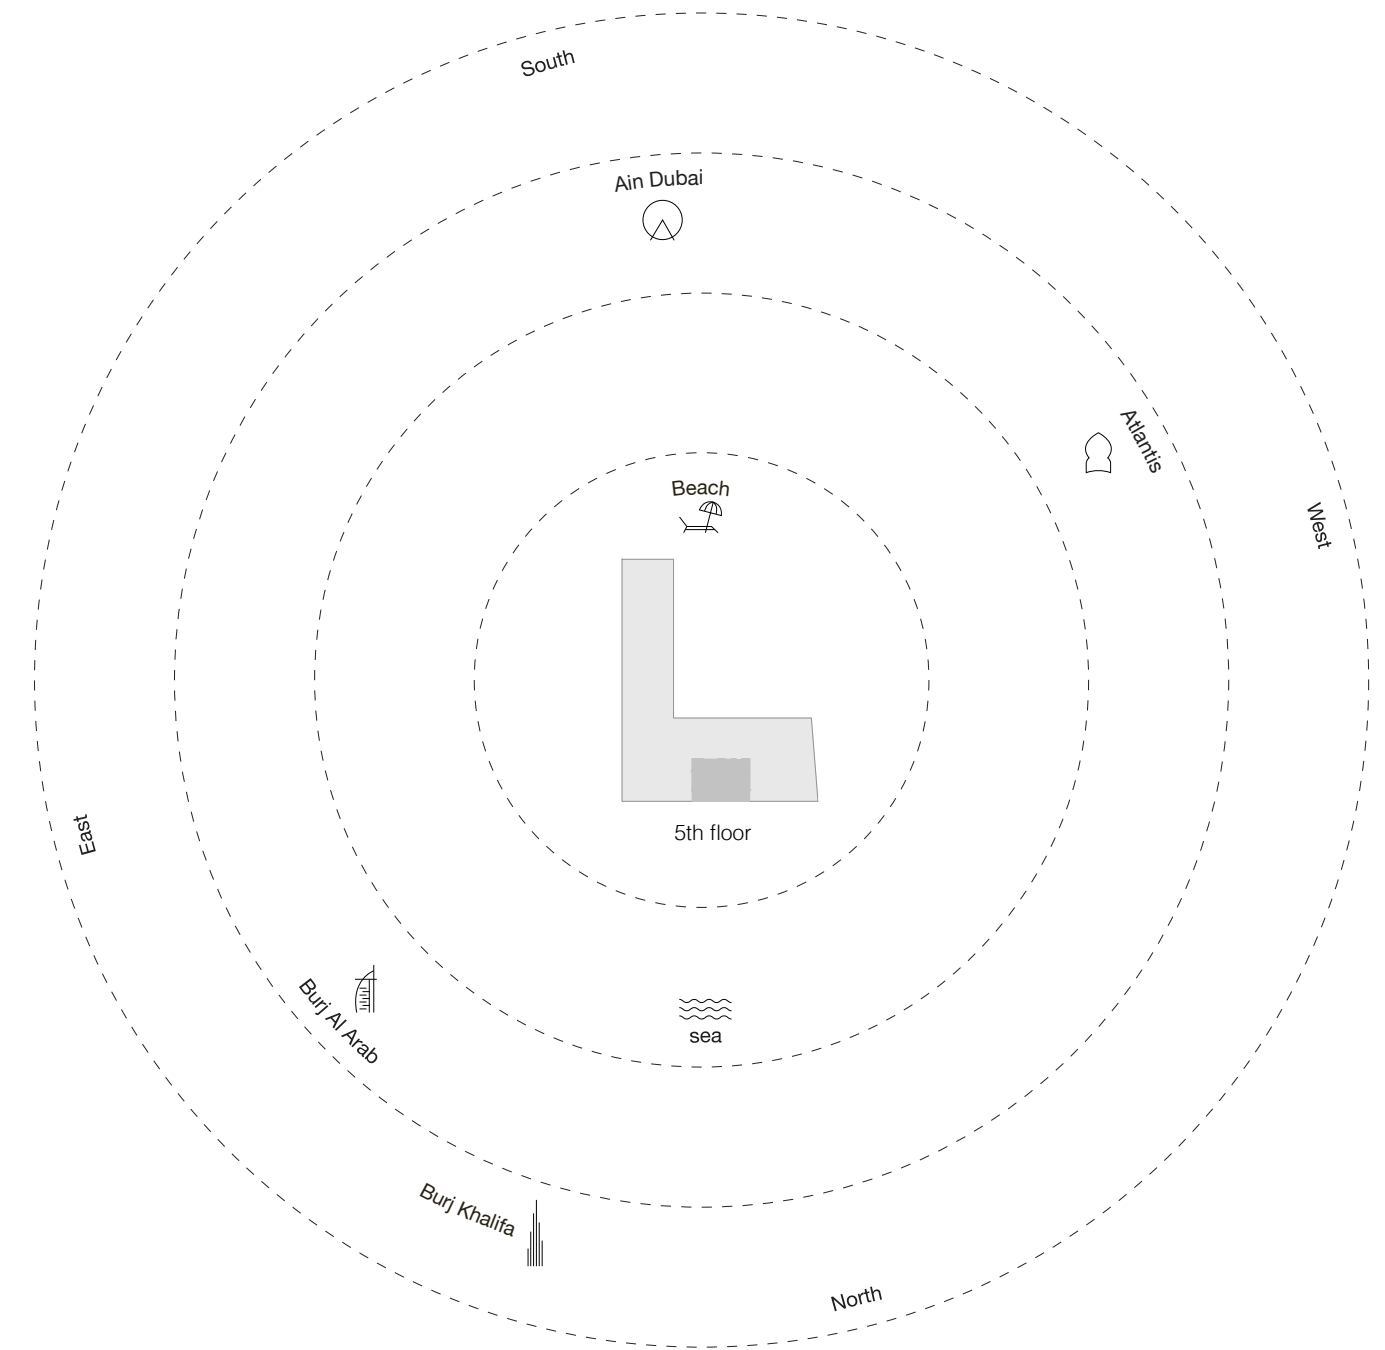 South
Ain Dubai
Atlantis
Beach
West
East
5th floor
Burj Al Arab
sea
Burj Khalifa
North